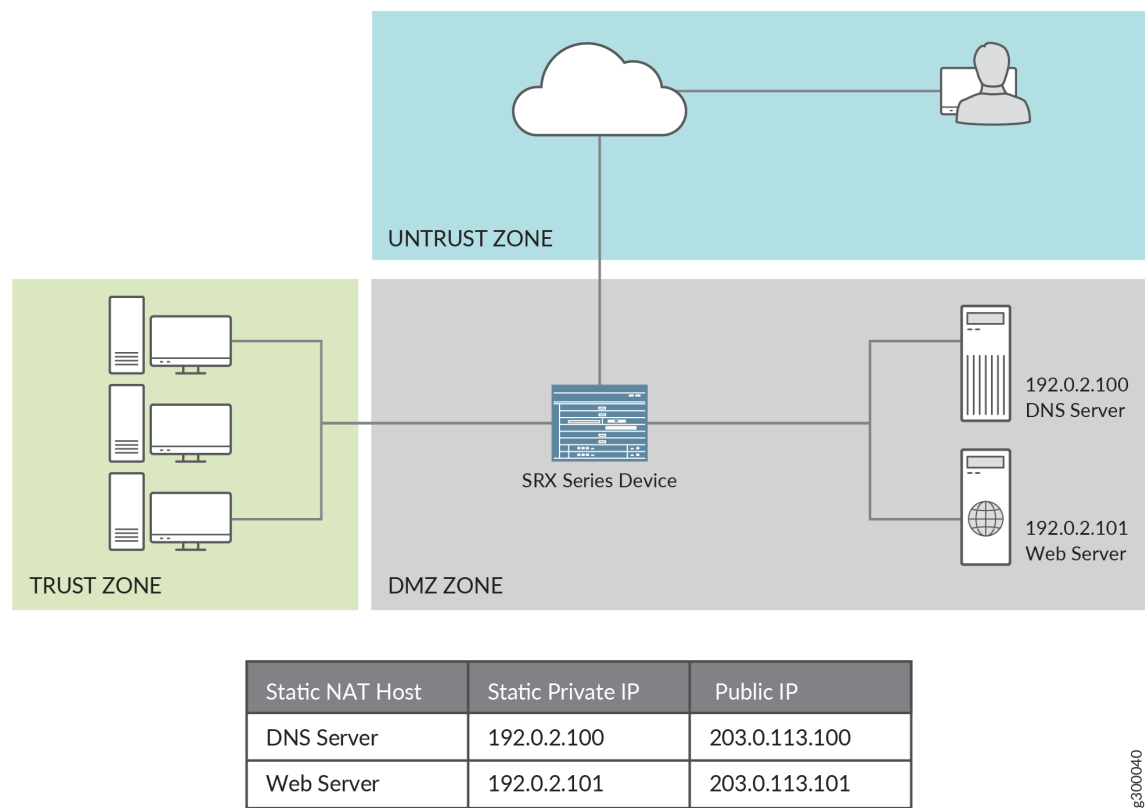 UNTRUST ZONE
192.0.2.100
DNS Server
SRX Series Device
192.0.2.101
Web Server
TRUST ZONE
DMZ ZONE
Static NAT Host Static Private IP Public IP
DNS Server 192.0.2.100 203.0.113.100
Web Server 192.0.2.101 203.0.113.101
g300040